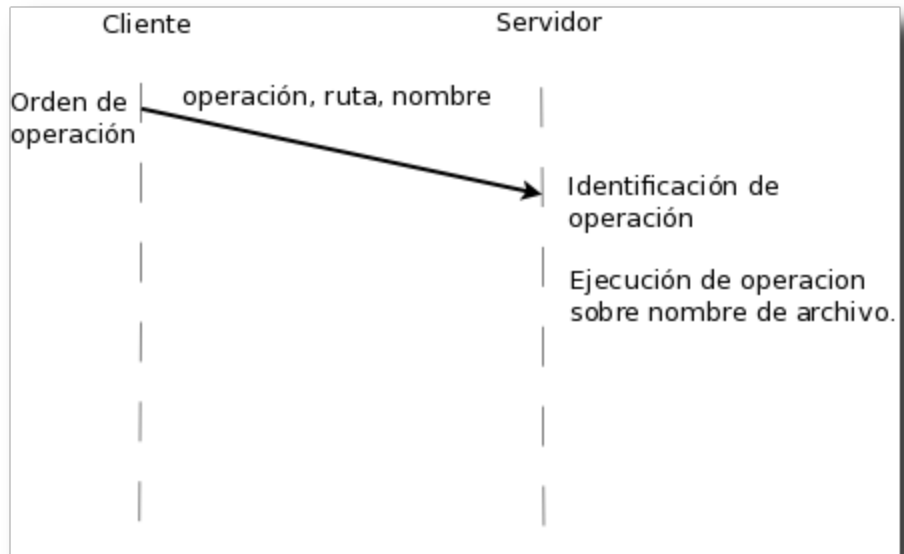 Cliente
Servidor
Orden de
operación
operación, ruta, nombre
Identificación de
operación
Ejecución de operacion
sobre nombre de archivo.